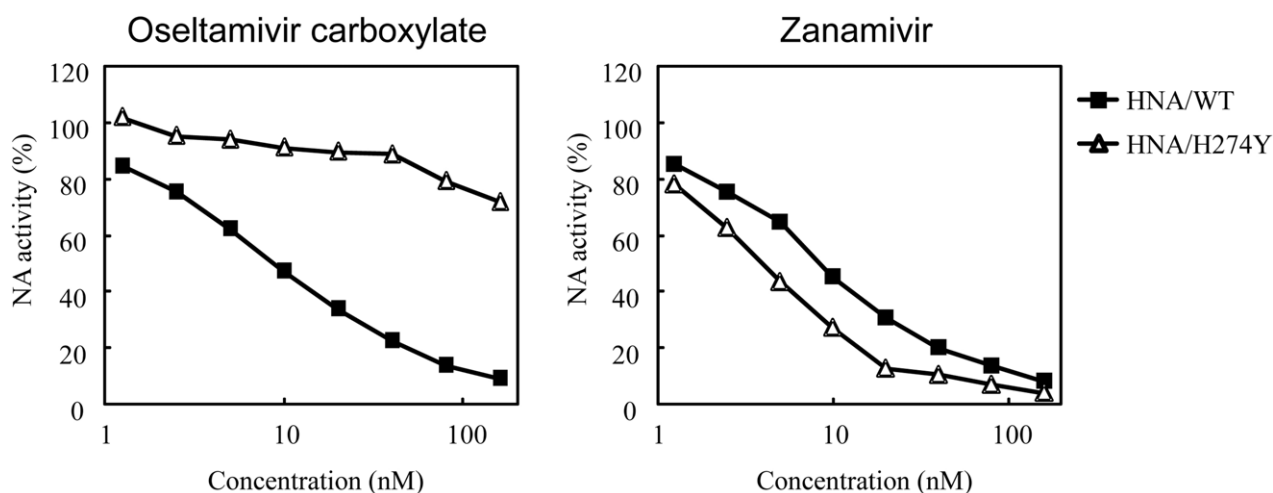 Oseltamivir carboxylate
NA activity (%)
120
100
80
60
40
20
0
1 10 100
Concentration (nM)
Zanamivir
NA activity (%)
120
100
80
60
40
20
0
1 10 100
Concentration (nM)
HNA/WT
HNA/H274Y